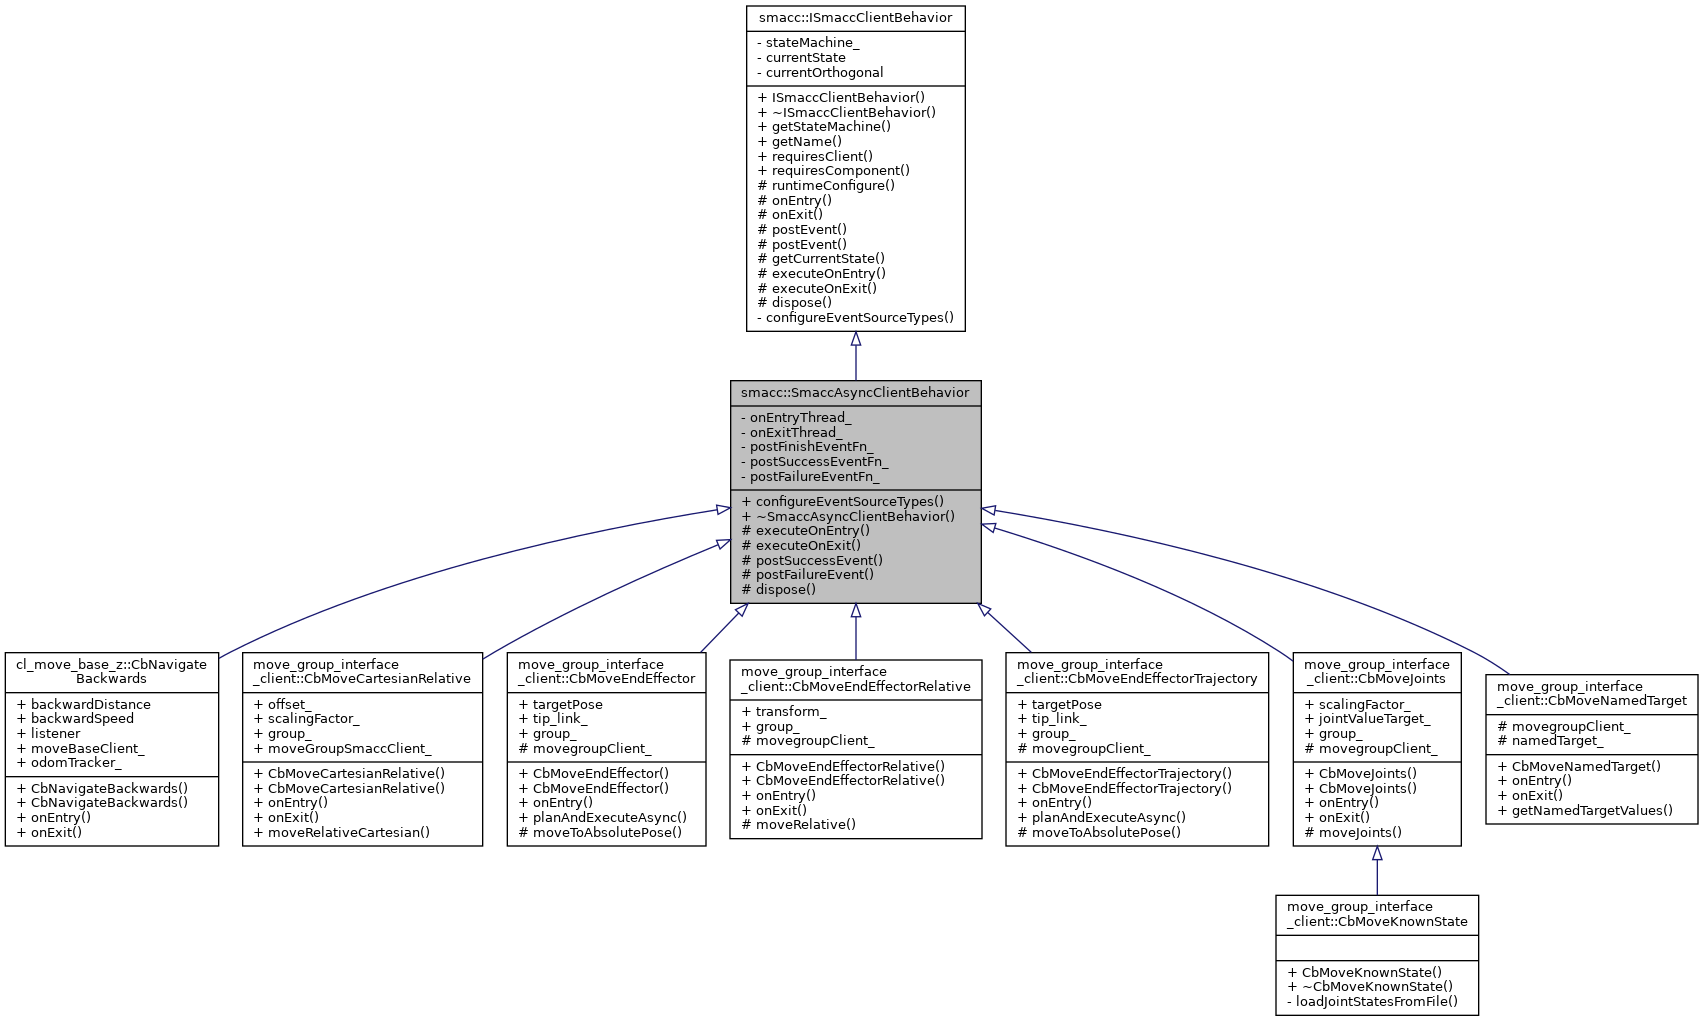 smacc::ISmaccClientBehavior
- stateMachine_
- currentState
- currentOrthogonal
+ ISmaccClientBehavior()
+ ~ISmaccClientBehavior()
+ getStateMachine()
+ getName()
+ requiresClient()
+ requiresComponent()
# runtimeConfigure()
# onEntry()
# onExit()
# postEvent()
# postEvent()
# getCurrentState()
# executeOnEntry()
# executeOnExit()
# dispose()
- configureEventSourceTypes()
smacc::SmaccAsyncClientBehavior
- onEntryThread_
- onExitThread_
- postFinishEventFn_
- postSuccessEventFn_
- postFailureEventFn_
+ configureEventSourceTypes()
+ ~SmaccAsyncClientBehavior()
# executeOnEntry()
# executeOnExit()
# postSuccessEvent()
# postFailureEvent()
# dispose()
cl_move_base_z::CbNavigate
Backwards
+ backwardDistance
+ backwardSpeed
+ listener
+ moveBaseClient_
+ odomTracker_
+ CbNavigateBackwards()
+ CbNavigateBackwards()
+ onEntry()
+ onExit()
move_group_interface
_client::CbMoveCartesianRelative
+ offset_
+ scalingFactor_
+ group_
+ moveGroupSmaccClient_
+ CbMoveCartesianRelative()
+ CbMoveCartesianRelative()
+ onEntry()
+ onExit()
+ moveRelativeCartesian()
move_group_interface
_client::CbMoveEndEffector
+ targetPose
+ tip_link_
+ group_
# movegroupClient_
+ CbMoveEndEffector()
+ CbMoveEndEffector()
+ onEntry()
+ planAndExecuteAsync()
# moveToAbsolutePose()
move_group_interface
_client::CbMoveEndEffectorRelative
+ transform_
+ group_
# movegroupClient_
+ CbMoveEndEffectorRelative()
+ CbMoveEndEffectorRelative()
+ onEntry()
+ onExit()
# moveRelative()
move_group_interface
_client::CbMoveEndEffectorTrajectory
+ targetPose
+ tip_link_
+ group_
# movegroupClient_
+ CbMoveEndEffectorTrajectory()
+ CbMoveEndEffectorTrajectory()
+ onEntry()
+ planAndExecuteAsync()
# moveToAbsolutePose()
move_group_interface
_client::CbMoveJoints
+ scalingFactor_
+ jointValueTarget_
+ group_
# movegroupClient_
+ CbMoveJoints()
+ CbMoveJoints()
+ onEntry()
+ onExit()
# moveJoints()
move_group_interface
_client::CbMoveNamedTarget
# movegroupClient_
# namedTarget_
+ CbMoveNamedTarget()
+ onEntry()
+ onExit()
+ getNamedTargetValues()
move_group_interface
_client::CbMoveKnownState
+ CbMoveKnownState()
+ ~CbMoveKnownState()
- loadJointStatesFromFile()